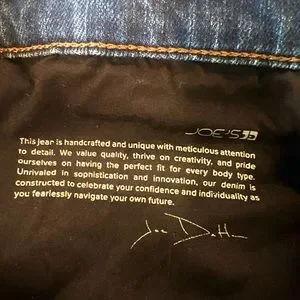 JOE'S
This jean is handcrafted and unique with meticulous attention
to detail. We value quality, thrive on creativity, and pride
ourselves on having the perfect fit for every body type.
Unrivaled in sophistication and innovation, our denim is
constructed to celebrate your confidence and individuality as
you fearlessly navigate your own future.
Joe